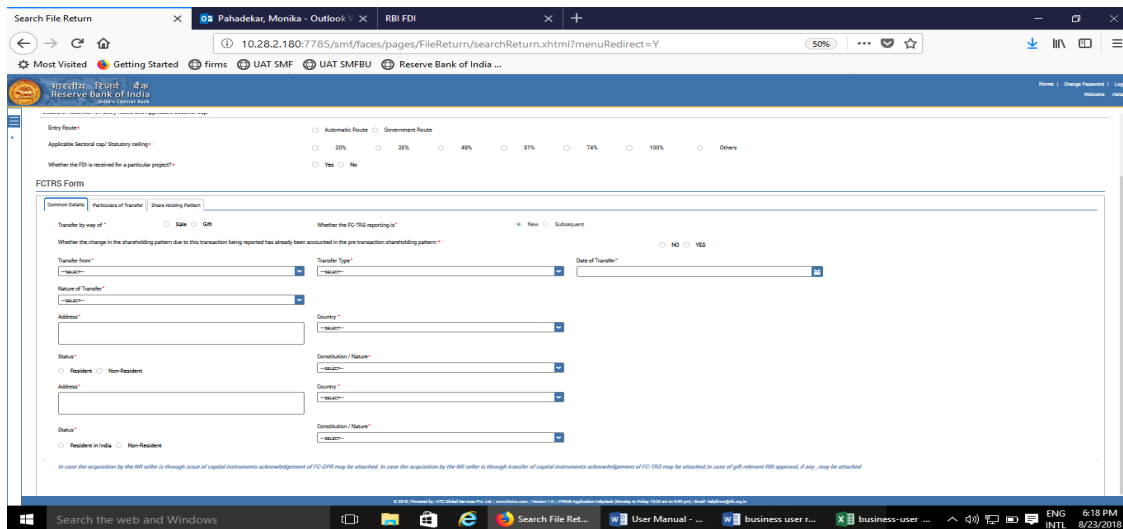 Search File Return
Pahadekar, Monika - Outlook
RBI FDI
10.28.2.180:7785/smf/faces/pages/FileReturn/searchReturn.xhtml?menuRedirect=Y
50%
Most Visited Getting Started firms UAT SMF UAT SMFBU Reserve Bank of India ...
भारतीय रिज़र्व बैंक
Reserve Bank of India
India's Central Bank
Home | Change Password | Log
Welcome
Entry Route*
Automatic Route Government Route
Applicable Sectoral cap/ Statutory ceiling*
20% 26% 49% 51% 74% 100% Others
Whether the FDI is received for a particular project?*
Yes No
FCTRS Form
Common Details Particulars of Transfer Share Holding Pattern
Transfer by way of * Sale Gift Whether the FC-TRS reporting is* New Subsequent
Whether the change in the shareholding pattern due to this transaction being reported has already been accounted in the pre transaction shareholding pattern:* NO YES
Transfer from* Transfer Type* Date of Transfer*
--SELECT-- --SELECT--
Nature of Transfer*
--SELECT--
Address* Country *
--SELECT--
Status* Constitution / Nature*
Resident Non-Resident --SELECT--
Address* Country *
--SELECT--
Status* Constitution / Nature*
Resident in India Non-Resident --SELECT--
In case the acquisition by the NR seller is through issue of capital instruments acknowledgement of FC-GPR may be attached. In case the acquisition by the NR seller is through transfer of capital instruments acknowledgement of FC-TRS may be attached.In case of gift relevant RBI approval, if any , may be attached
Search the web and Windows
Search File Ret...
User Manual - ...
business user r...
business-user ...
ENG
INTL
6:18 PM
8/23/2018